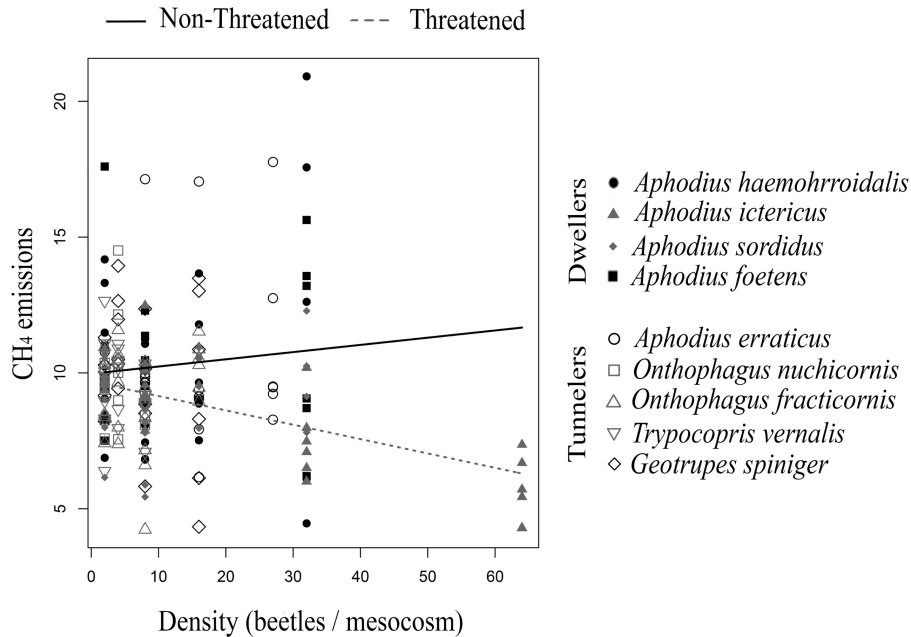 Non-Threatened
Threatened
CH₄ emissions
20
15
10
5
0
10
20
30
40
50
60
Density (beetles / mesocosm)
Dwellers
Aphodius haemohrroidalis
Aphodius ictericus
Aphodius sordidus
Aphodius foetens
Tunnelers
Aphodius erraticus
Onthophagus nuchicornis
Onthophagus fracticornis
Trypocopris vernalis
Geotrupes spiniger